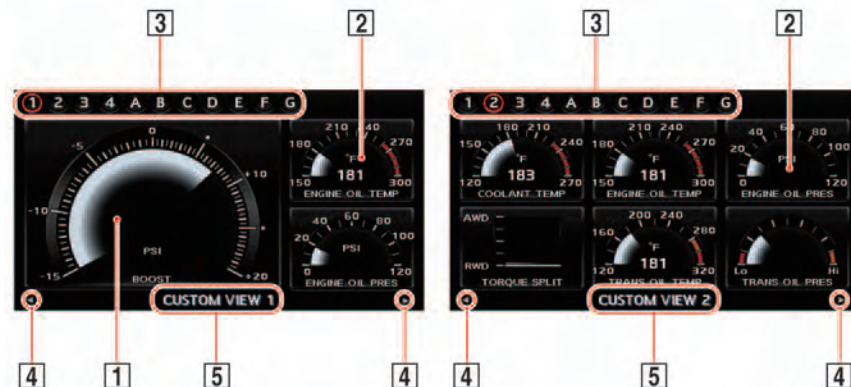 3 2 3 2
1 2 3 4 A B C D E F G
-15 -10 -5 0 +10 +20
PSI
BOOST
150 180 210 240 270 300
°F
181
ENGINE OIL TEMP
0 20 40 60 80 100 120
PSI
ENGINE OIL PRES
CUSTOM VIEW 1
1 2 3 4 A B C D E F G
120 150 180 210 240 270
°F
183
COOLANT TEMP
150 180 210 240 270 300
°F
181
ENGINE OIL TEMP
0 20 40 60 80 100 120
PSI
ENGINE OIL PRES
AWD
RWD
TORQUE SPLIT
120 160 200 240 280 320
°F
181
TRANS OIL TEMP
Lo Hi
TRANS OIL PRES
CUSTOM VIEW 2
4 1 5 4 4 5 4